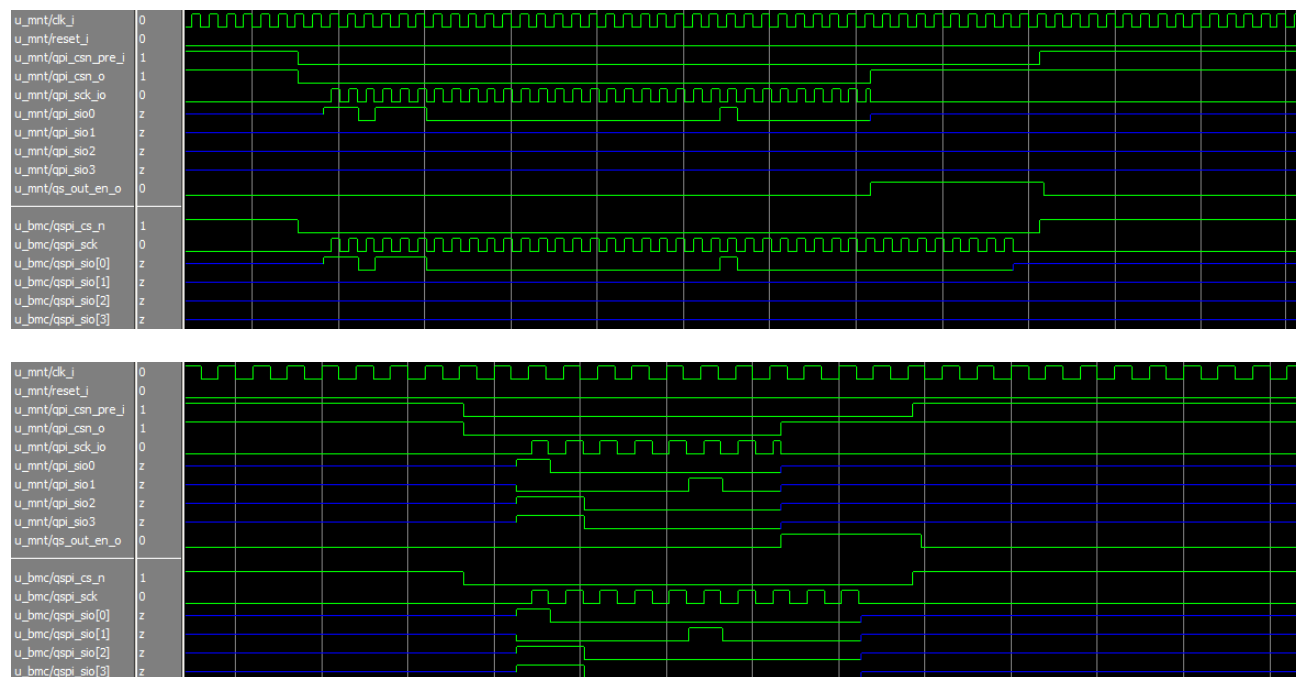 u_mnt/clk_i 0
u_mnt/reset_i 0
u_mnt/qpi_csn_pre_i 1
u_mnt/qpi_csn_o 1
u_mnt/qpi_sck_io 0
u_mnt/qpi_sio0 z
u_mnt/qpi_sio1 z
u_mnt/qpi_sio2 z
u_mnt/qpi_sio3 z
u_mnt/qs_out_en_o 0
u_bmc/qspi_cs_n 1
u_bmc/qspi_sck 0
u_bmc/qspi_sio[0] z
u_bmc/qspi_sio[1] z
u_bmc/qspi_sio[2] z
u_bmc/qspi_sio[3] z
u_mnt/clk_i 0
u_mnt/reset_i 0
u_mnt/qpi_csn_pre_i 1
u_mnt/qpi_csn_o 1
u_mnt/qpi_sck_io 0
u_mnt/qpi_sio0 z
u_mnt/qpi_sio1 z
u_mnt/qpi_sio2 z
u_mnt/qpi_sio3 z
u_mnt/qs_out_en_o 0
u_bmc/qspi_cs_n 1
u_bmc/qspi_sck 0
u_bmc/qspi_sio[0] z
u_bmc/qspi_sio[1] z
u_bmc/qspi_sio[2] z
u_bmc/qspi_sio[3] z